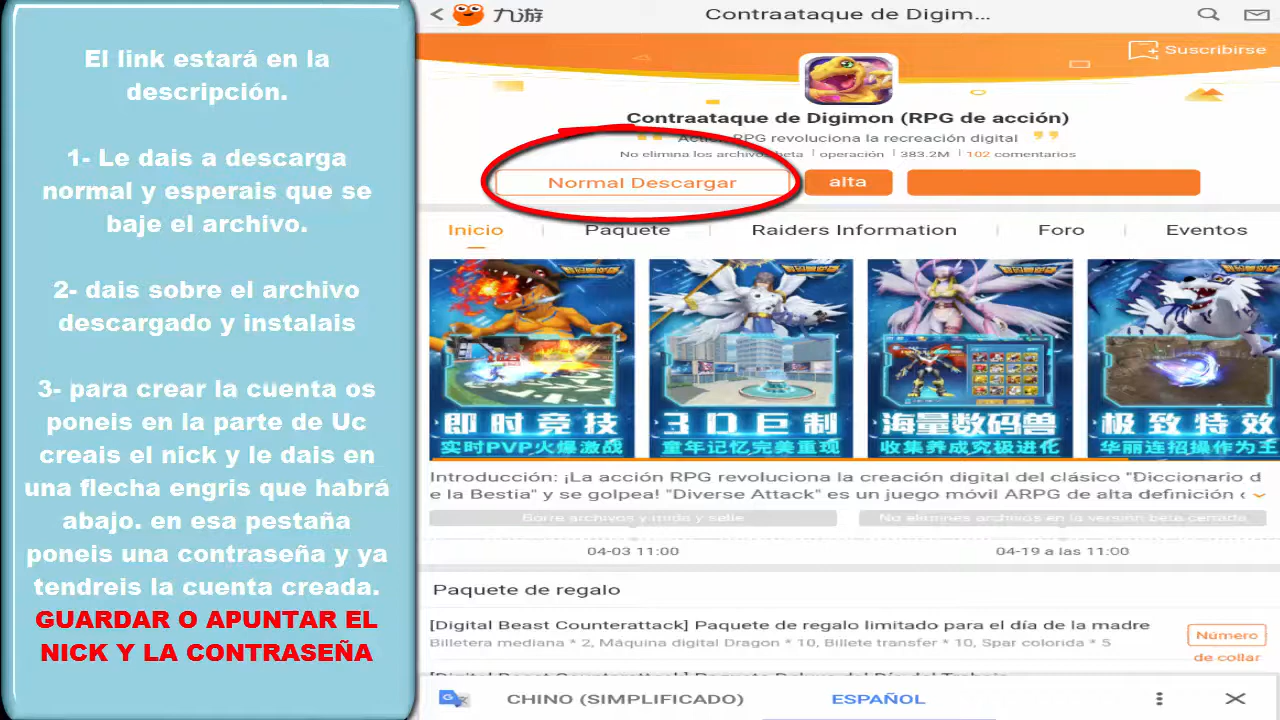 El link estará en la
descripción.
1- Le dais a descarga
normal y esperais que se
baje el archivo.
2- dais sobre el archivo
descargado y instalais
3- para crear la cuenta os
poneis en la parte de Uc
creais el nick y le dais en
una flecha engris que habrá
abajo. en esa pestaña
poneis una contraseña y ya
tendreis la cuenta creada.
GUARDAR O APUNTAR EL
NICK Y LA CONTRASEÑA
九游
Contraataque de Digim...
Suscribirse
Contraataque de Digimon (RPG de acción)
Action RPG revoluciona la recreación digital
No elimina los archivos beta | operación | 383.2M | 102 comentarios
Normal Descargar
alta
Inicio | Paquete | Raiders Information | Foro | Eventos
即时竞技
实时PVP火爆激战
3D巨制
童年记忆完美重现
海量数码兽
收集养成究极进化
极致特效
华丽连招操作为主
Introducción: ¡La acción RPG revoluciona la creación digital del clásico "Diccionario d
e la Bestia" y se golpea! "Diverse Attack" es un juego móvil ARPG de alta definición
Borre archivos y mida y selle
No elimines archivos en la versión beta cerrada
04-03 11:00
04-19 a las 11:00
Paquete de regalo
[Digital Beast Counterattack] Paquete de regalo limitado para el día de la madre
Billetera mediana * 2, Máquina digital Dragon * 10, Billete transfer * 10, Spar colorida * 5
Número
de collar
CHINO (SIMPLIFICADO)
ESPAÑOL